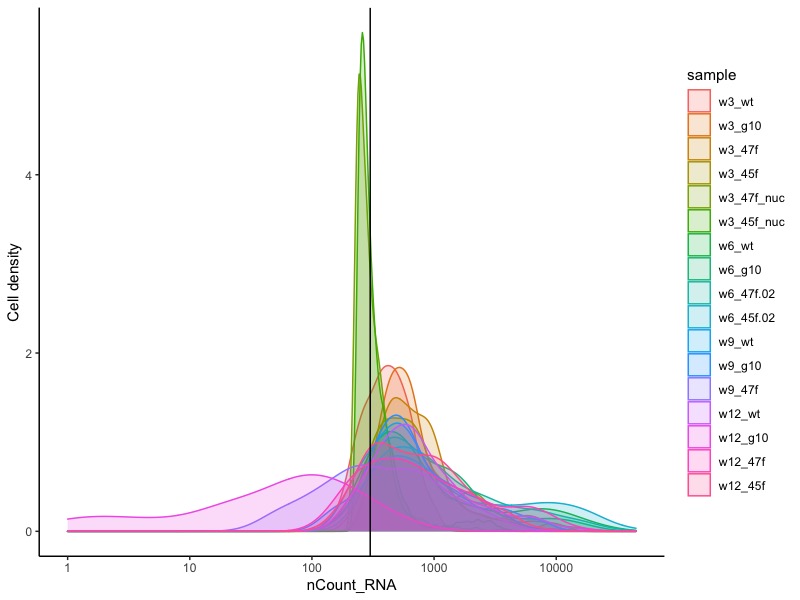 Cell density
4
2
0
1
10
100
1000
10000
nCount_RNA
sample
w3_wt
w3_g10
w3_47f
w3_45f
w3_47f_nuc
w3_45f_nuc
w6_wt
w6_g10
w6_47f.02
w6_45f.02
w9_wt
w9_g10
w9_47f
w12_wt
w12_g10
w12_47f
w12_45f